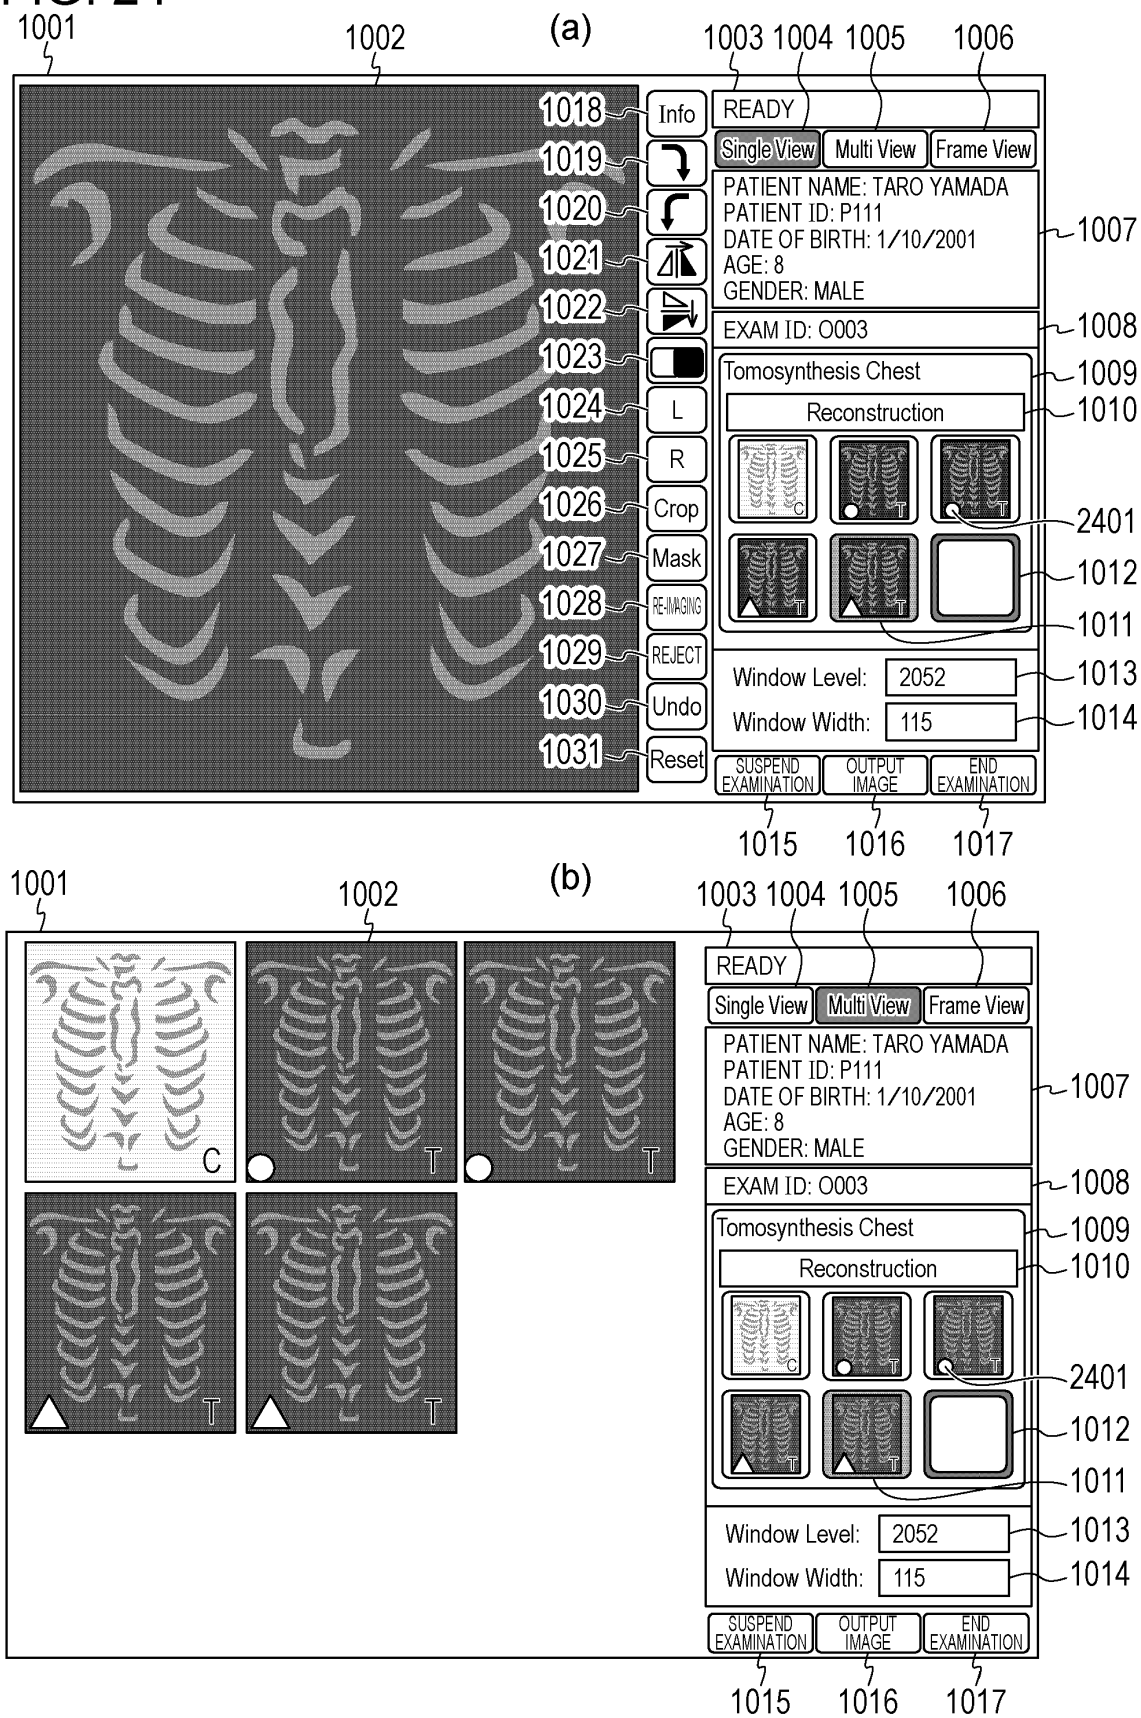 FIG. 24
(a)
1001
1002
1003 1004 1005 1006
1018 Info
1019
1020
1021
1022
1023
1024 L
1025 R
1026 Crop
1027 Mask
1028 RE-IMAGING
1029 REJECT
1030 Undo
1031 Reset
READY
Single View Multi View Frame View
PATIENT NAME: TARO YAMADA
PATIENT ID: P111
DATE OF BIRTH: 1/10/2001
AGE: 8
GENDER: MALE
1007
EXAM ID: O003
1008
Tomosynthesis Chest
1009
Reconstruction
1010
C T T
2401
T T
1012
1011
Window Level: 2052
1013
Window Width: 115
1014
SUSPEND EXAMINATION
OUTPUT IMAGE
END EXAMINATION
1015 1016 1017
(b)
1001
1002
1003 1004 1005 1006
C T T
T T
READY
Single View Multi View Frame View
PATIENT NAME: TARO YAMADA
PATIENT ID: P111
DATE OF BIRTH: 1/10/2001
AGE: 8
GENDER: MALE
1007
EXAM ID: O003
1008
Tomosynthesis Chest
1009
Reconstruction
1010
C T T
2401
T T
1012
1011
Window Level: 2052
1013
Window Width: 115
1014
SUSPEND EXAMINATION
OUTPUT IMAGE
END EXAMINATION
1015 1016 1017